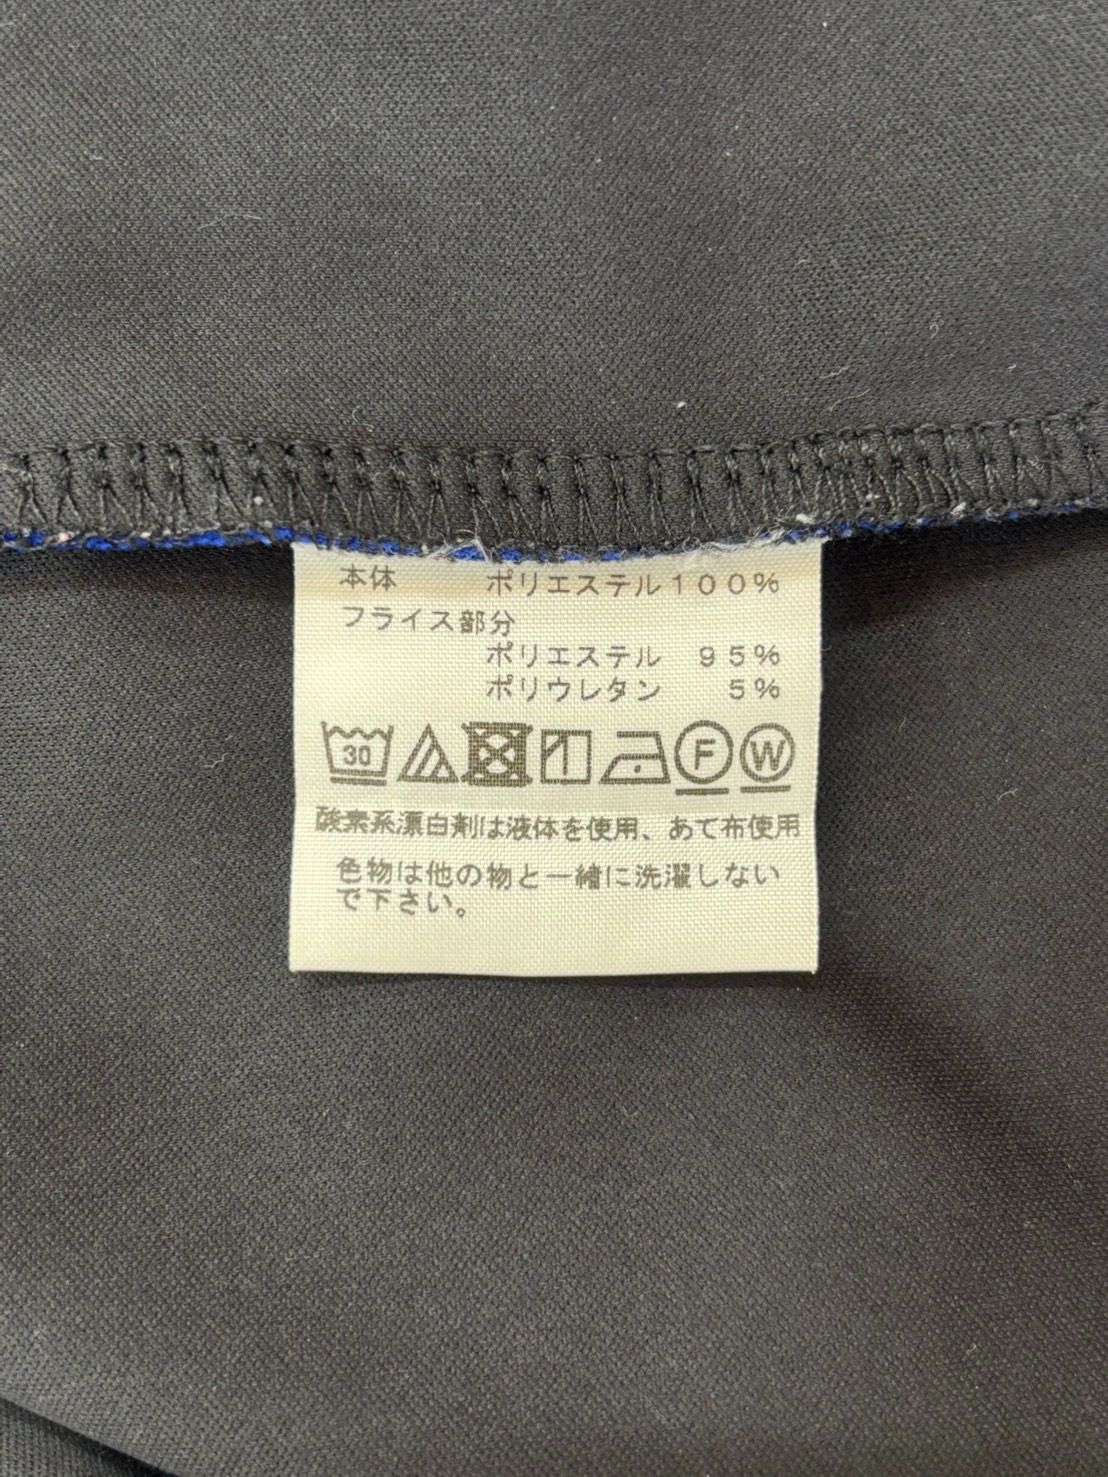 本体　ポリエステル１００％
フライス部分
ポリエステル　９５％
ポリウレタン　５％
30 F W
酸素系漂白剤は液体を使用、あて布使用
色物は他の物と一緒に洗濯しない
で下さい。